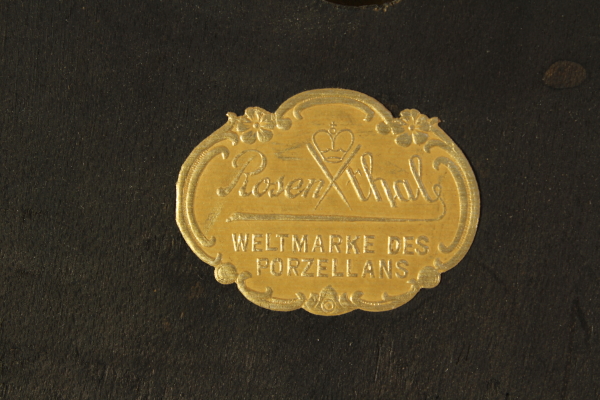 Rosenthal
WELTMARKE DES
PORZELLANS